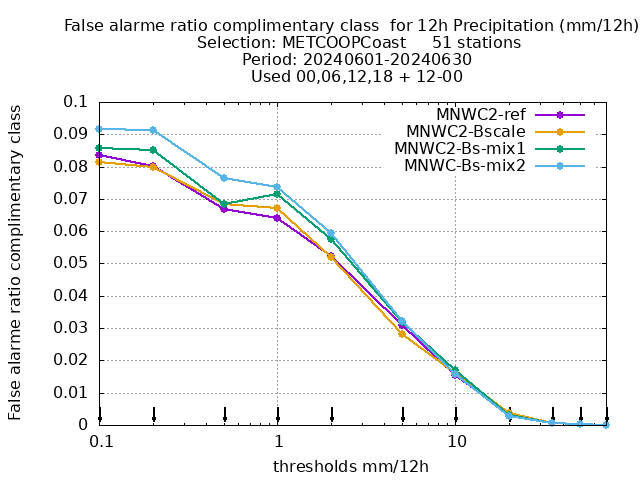 False alarme ratio complimentary class  for 12h Precipitation (mm/12h)
Selection: METCOOPCoast     51 stations
Period: 20240601-20240630
Used 00,06,12,18 + 12-00
False alarme ratio complimentary class
0.1
0.09
0.08
0.07
0.06
0.05
0.04
0.03
0.02
0.01
0
MNWC2-ref
MNWC2-Bscale
MNWC2-Bs-mix1
MNWC-Bs-mix2
0.1
1
10
thresholds mm/12h